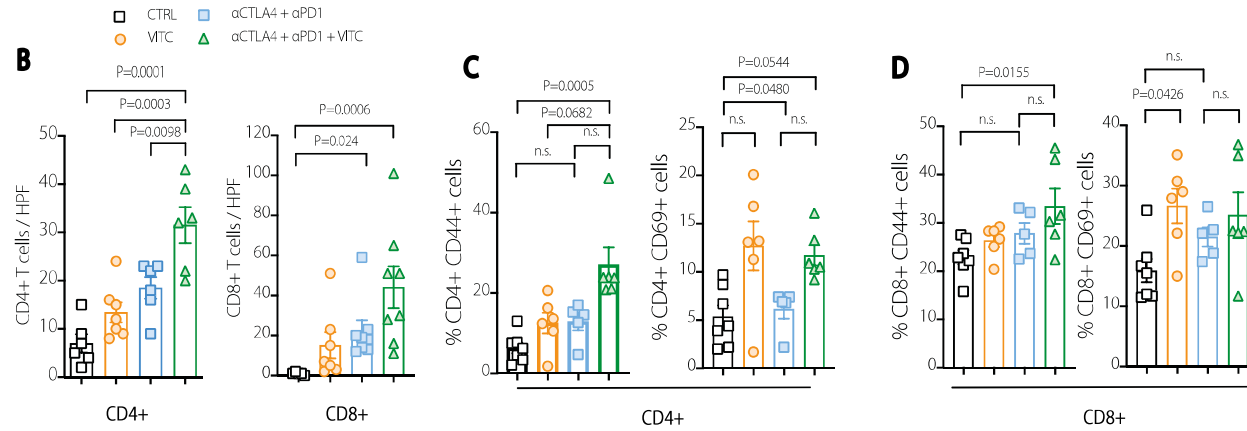 CTRL
αCTLA4 + αPD1
VITC
αCTLA4 + αPD1 + VITC
B
P=0.0001
P=0.0003
P=0.0098
CD4+ T cells / HPF
50
40
30
20
10
0
CD4+
P=0.0006
P=0.024
CD8+ T cells / HPF
120
100
80
60
40
20
0
CD8+
C
P=0.0005
P=0.0682
n.s.
n.s.
% CD4+ CD44+ cells
60
40
20
0
P=0.0544
P=0.0480
n.s.
n.s.
% CD4+ CD69+ cells
25
20
15
10
5
0
CD4+
D
P=0.0155
n.s.
n.s.
% CD8+ CD44+ cells
50
40
30
20
10
0
n.s.
P=0.0426
n.s.
% CD8+ CD69+ cells
40
30
20
10
0
CD8+